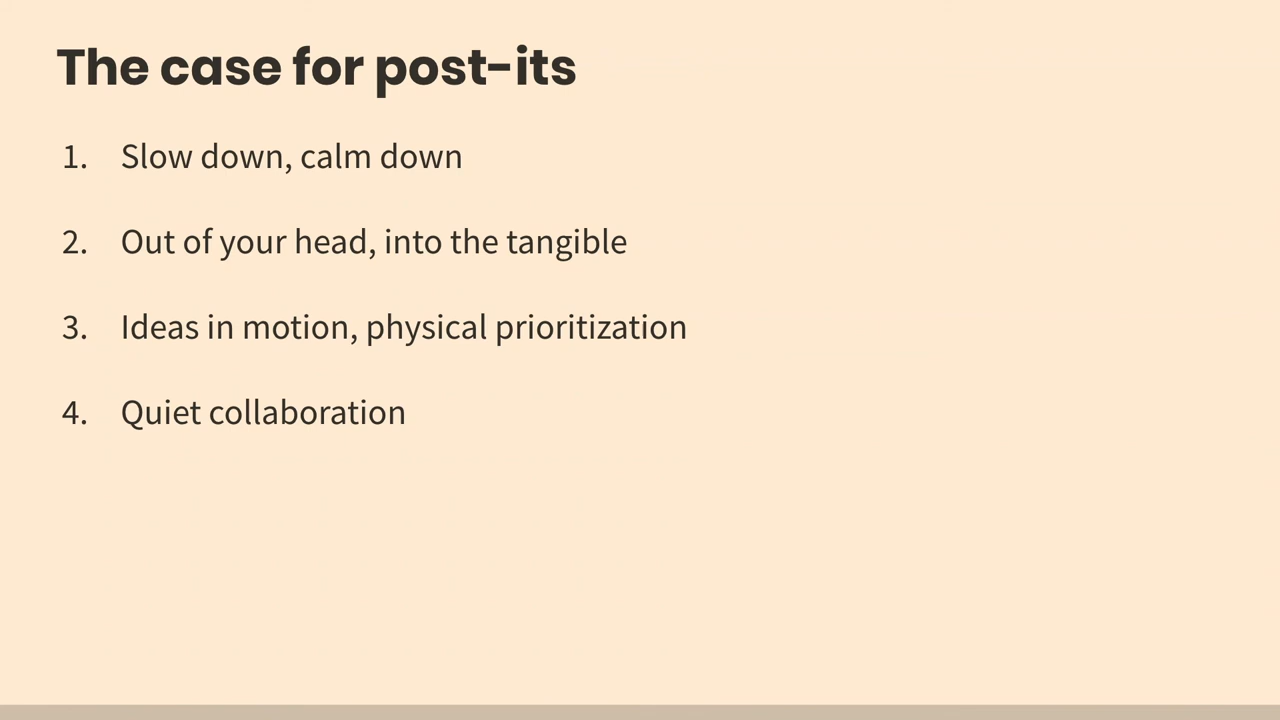 The case for post-its
1. Slow down, calm down
2. Out of your head, into the tangible
3. Ideas in motion, physical prioritization
4. Quiet collaboration